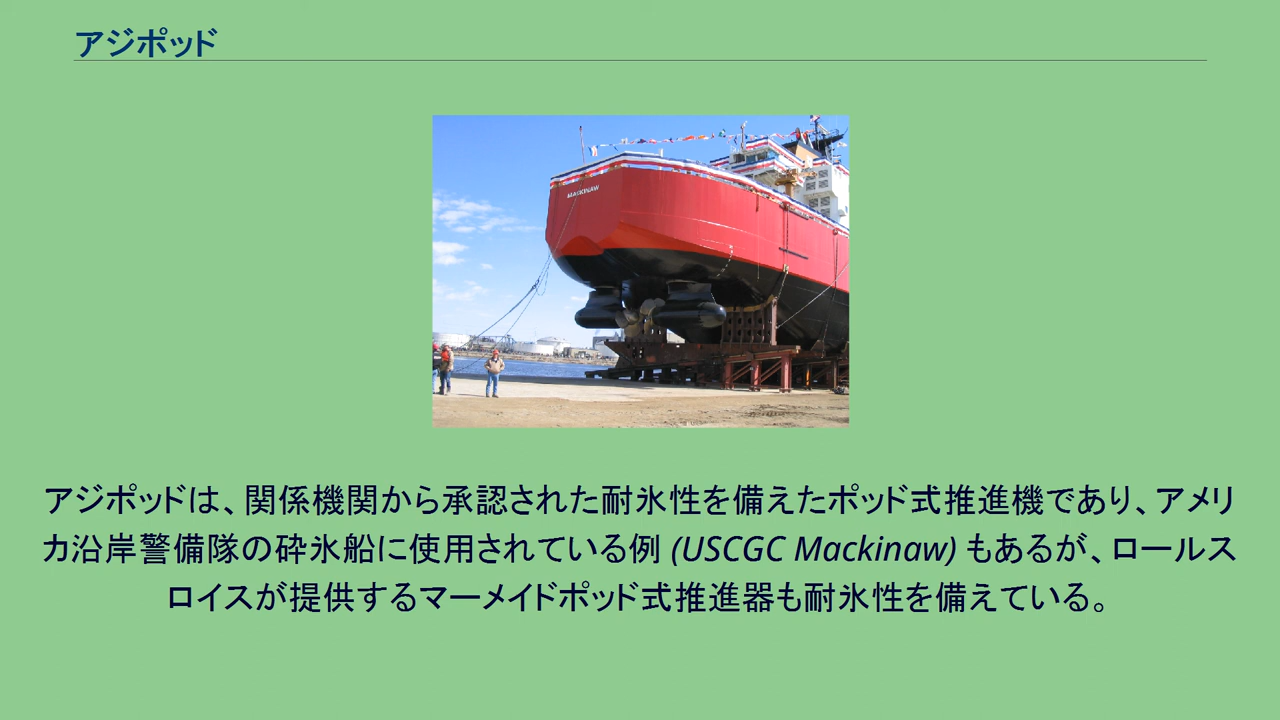 アジポッド
MACKINAW
アジポッドは、関係機関から承認された耐氷性を備えたポッド式推進機であり、アメリ
カ沿岸警備隊の砕氷船に使用されている例 (USCGC Mackinaw) もあるが、ロールス
ロイスが提供するマーメイドポッド式推進器も耐氷性を備えている。